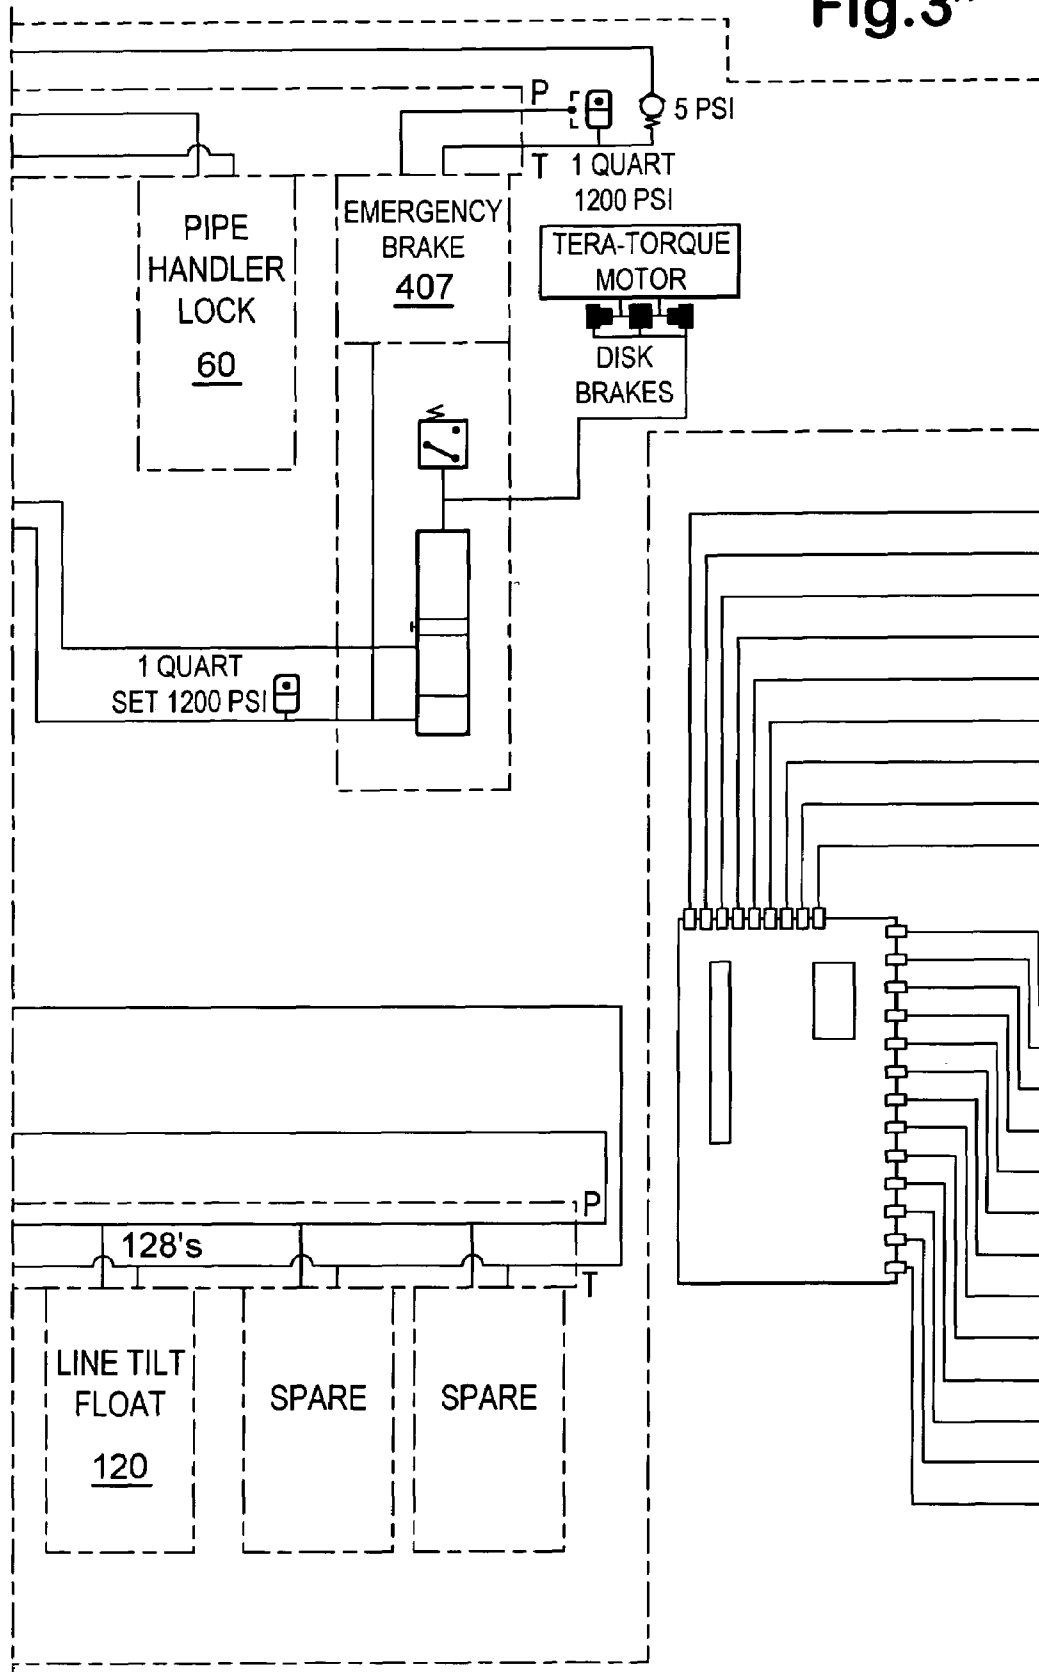 Fig.3"
P
5 PSI
T
1 QUART
1200 PSI
PIPE
HANDLER
LOCK
60
EMERGENCY
BRAKE
407
TERA-TORQUE
MOTOR
DISK
BRAKES
1 QUART
SET 1200 PSI
P
128's
T
LINE TILT
FLOAT
120
SPARE
SPARE